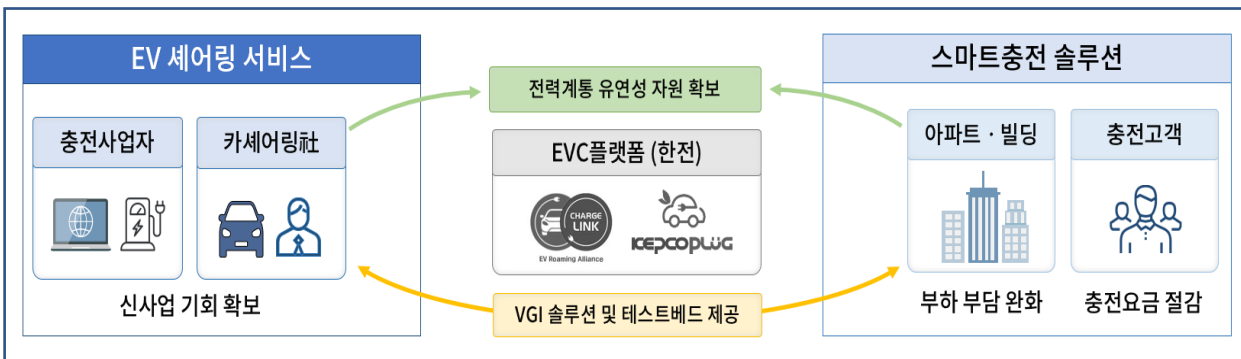 EV 셰어링 서비스
충전사업자
카셰어링社
신사업 기회 확보
전력계통 유연성 자원 확보
EVC플랫폼 (한전)
CHARGE
LINK
EV Roaming Alliance
KEPCOPLUG
VGI 솔루션 및 테스트베드 제공
스마트충전 솔루션
아파트 · 빌딩
충전고객
부하 부담 완화
충전요금 절감